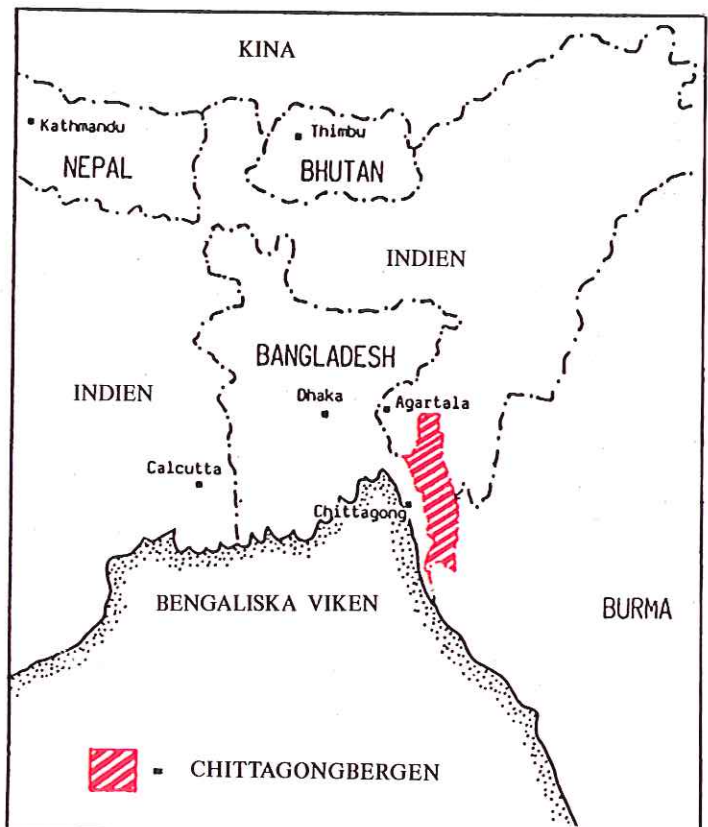 KINA
Kathmandu
NEPAL
Thimbu
BHUTAN
INDIEN
BANGLADESH
INDIEN
Dhaka
Agartala
Calcutta
Chittagong
BENGALISKA VIKEN
BURMA
- CHITTAGONGBERGEN